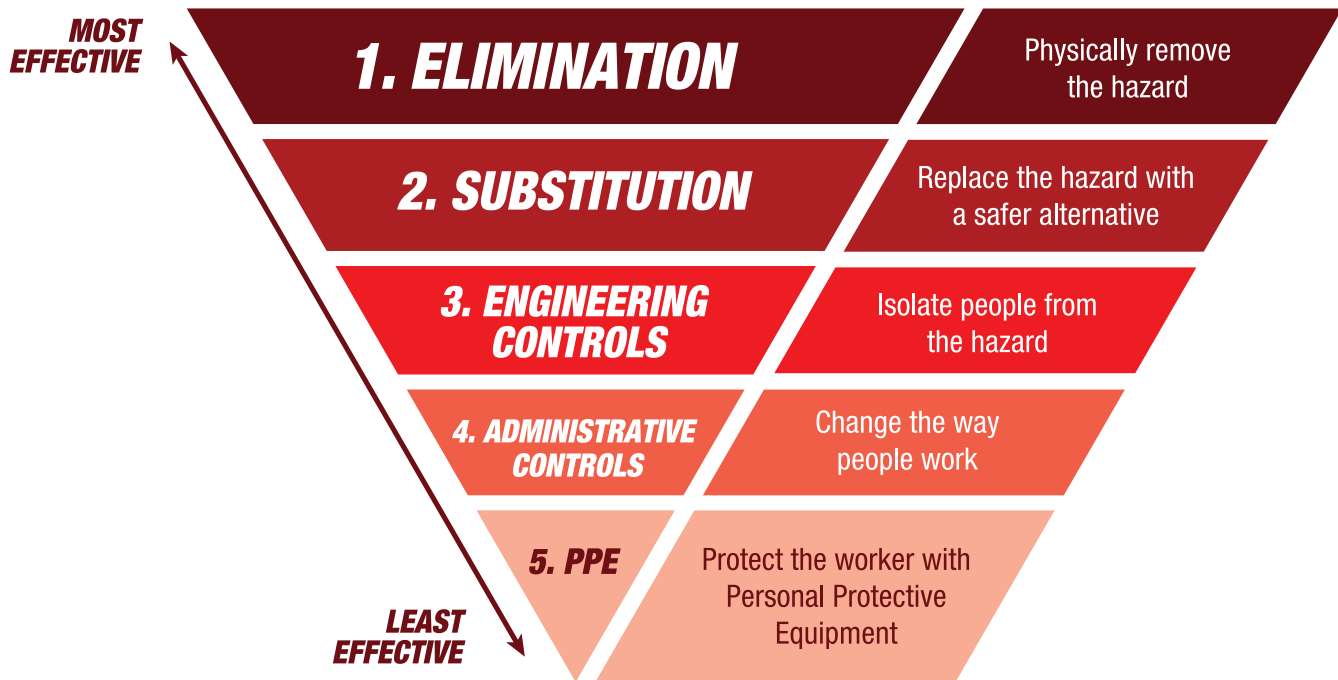 MOST
EFFECTIVE
1. ELIMINATION
Physically remove
the hazard
2. SUBSTITUTION
Replace the hazard with
a safer alternative
3. ENGINEERING
CONTROLS
Isolate people from
the hazard
4. ADMINISTRATIVE
CONTROLS
Change the way
people work
5. PPE
Protect the worker with
Personal Protective
Equipment
LEAST
EFFECTIVE